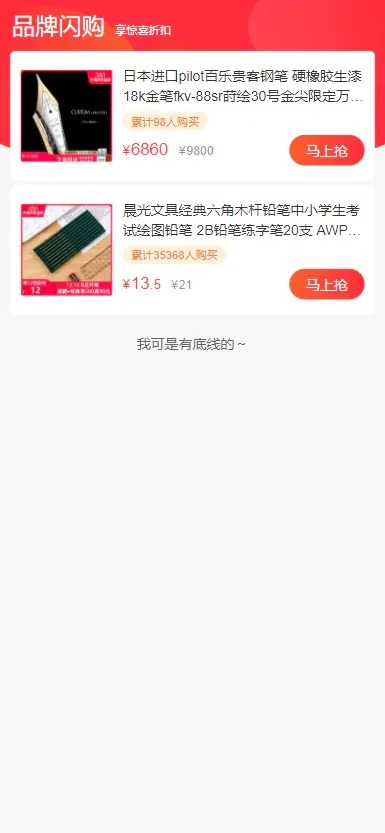 品牌闪购 享惊喜折扣
日本进口pilot百乐贵客钢笔 硬橡胶生漆
18k金笔fkv-88sr莳绘30号金尖限定万...
累计98人购买
¥6860 ¥9800
马上抢
CUSTOM
晨光文具经典六角木杆铅笔中小学生考
试绘图铅笔 2B铅笔练字笔20支 AWP...
累计35368人购买
¥13.5 ¥21
马上抢
12
我可是有底线的～